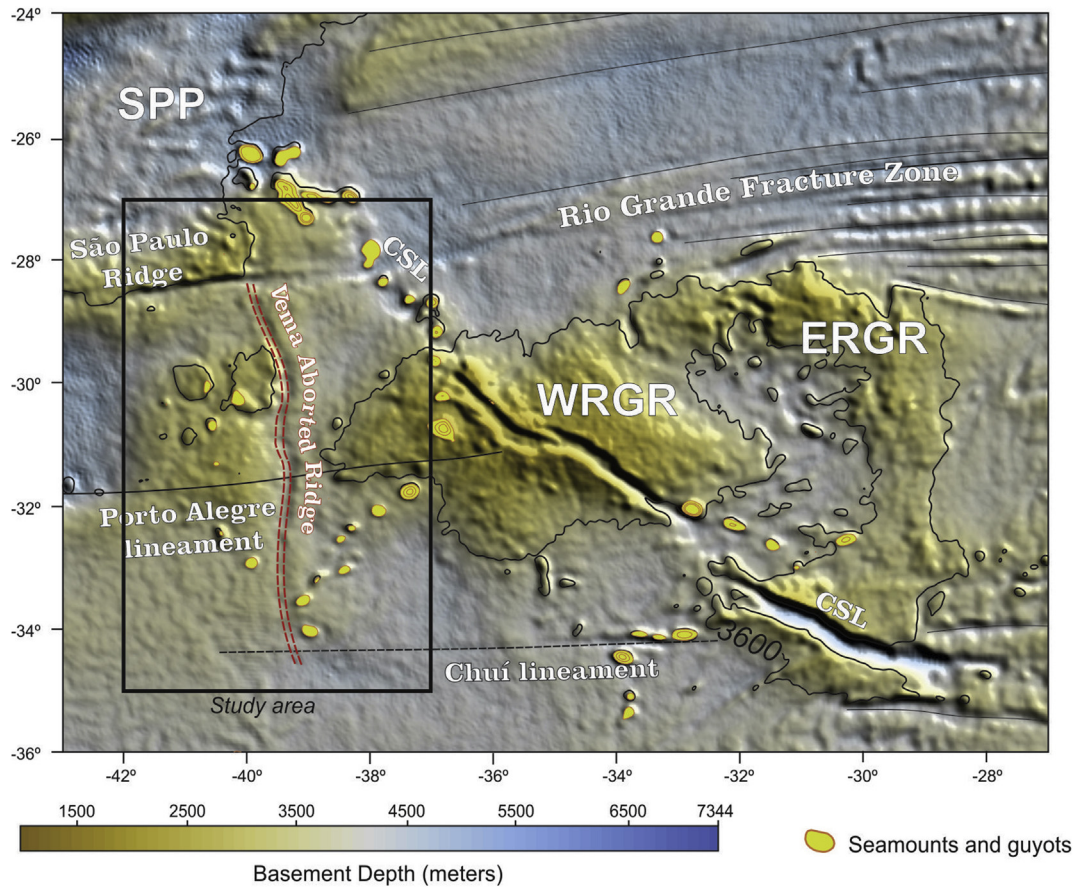 -24°
-26°
-28°
-30°
-32°
-34°
-36°
SPP
São Paulo
Ridge
CSL
Rio Grande Fracture Zone
Vema Aborted Ridge
WRGR
ERGR
Porto Alegre
lineament
CSL
3600
Chuí lineament
Study area
-42° -40° -38° -36° -34° -32° -30° -28°
1500 2500 3500 4500 5500 6500 7344
Basement Depth (meters)
Seamounts and guyots